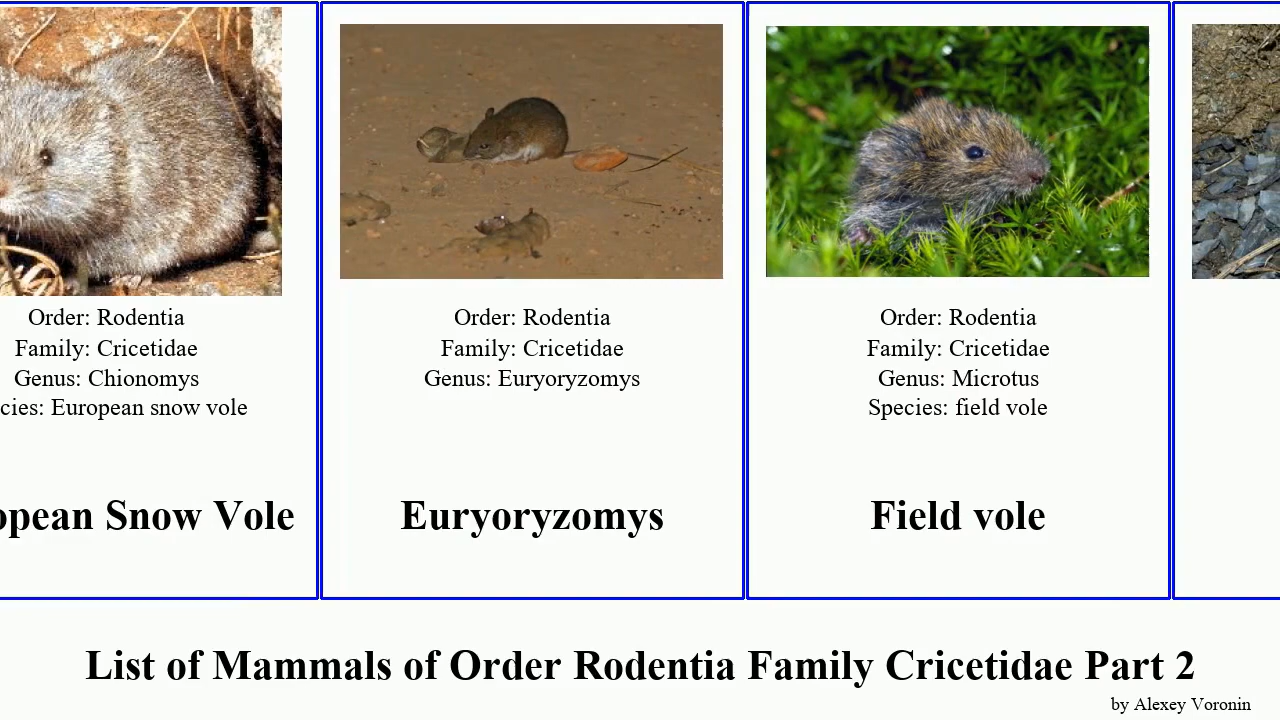 Order: Rodentia
Family: Cricetidae
Genus: Chionomys
cies: European snow vole
opean Snow Vole
Order: Rodentia
Family: Cricetidae
Genus: Euryoryzomys
Euryoryzomys
Order: Rodentia
Family: Cricetidae
Genus: Microtus
Species: field vole
Field vole
List of Mammals of Order Rodentia Family Cricetidae Part 2
by Alexey Voronin